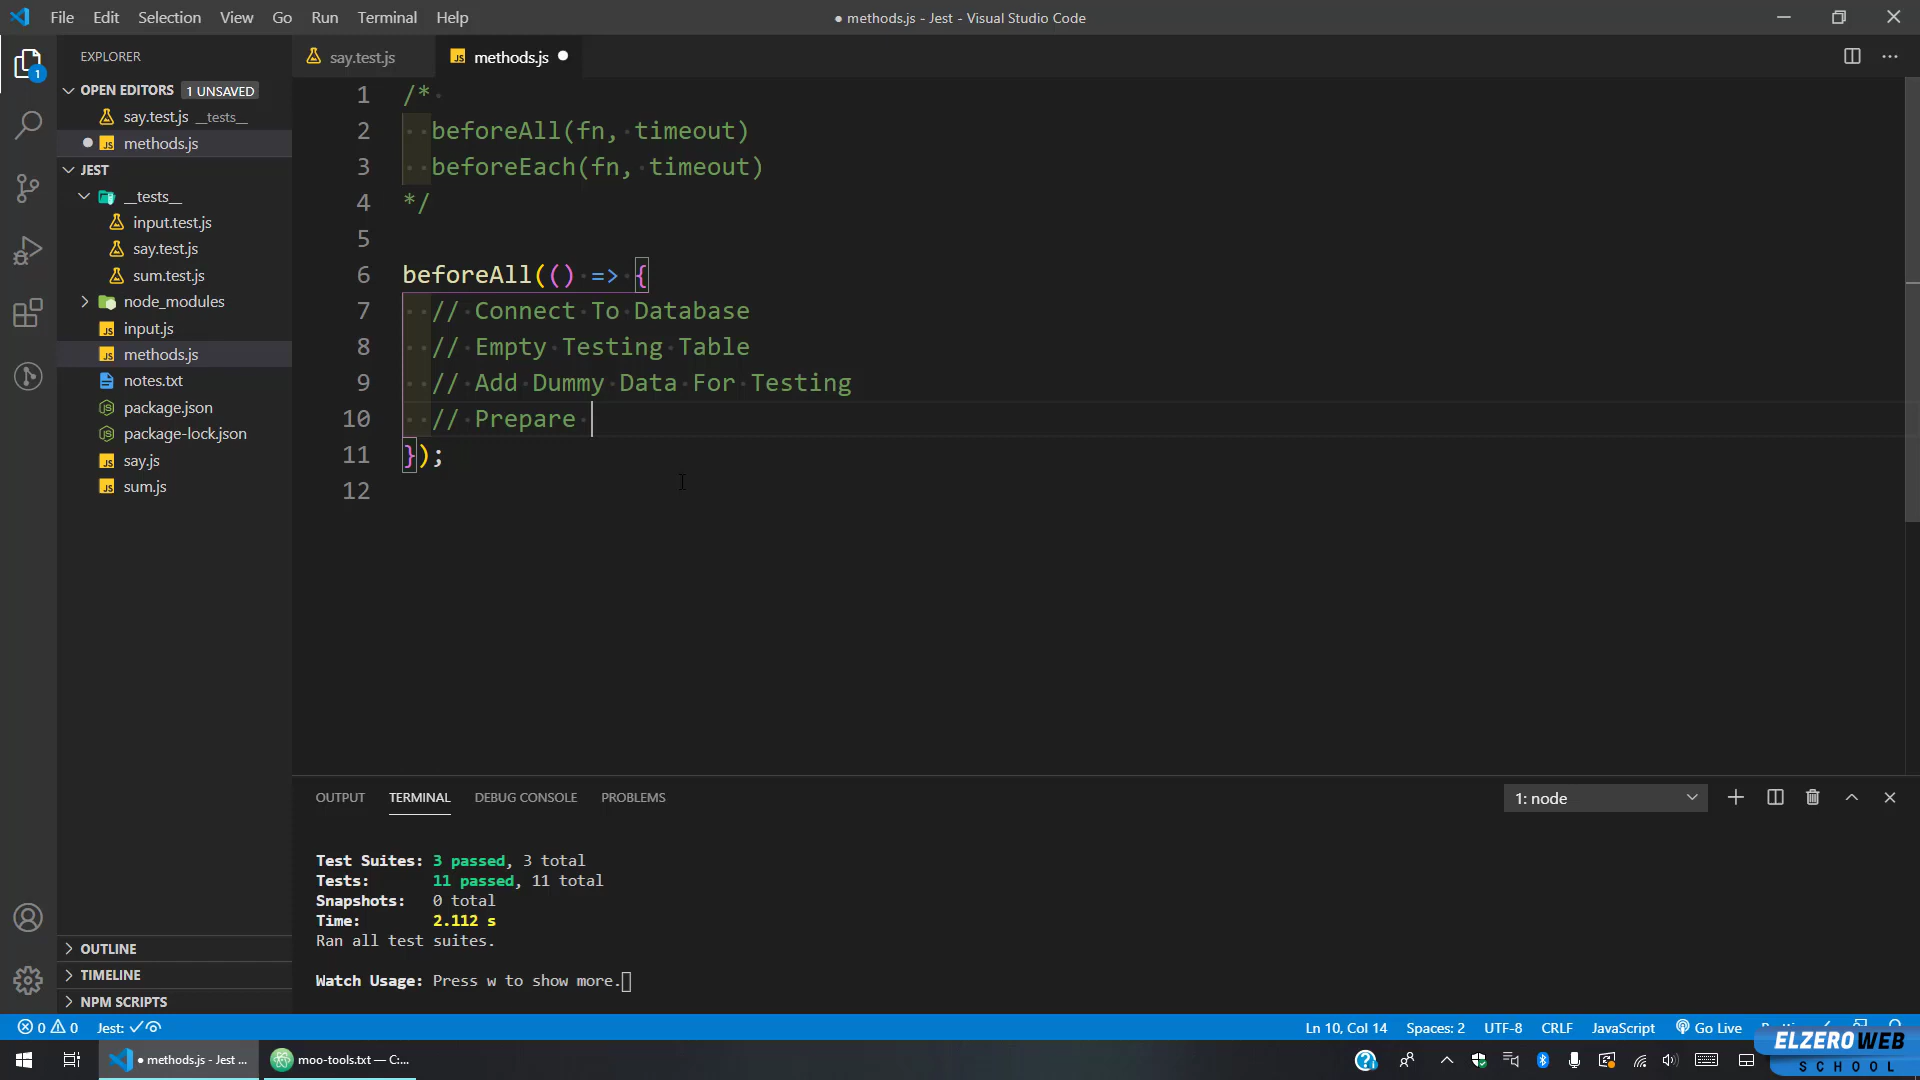 File Edit Selection View Go Run Terminal Help
● methods.js - Jest - Visual Studio Code
EXPLORER
OPEN EDITORS 1 UNSAVED
say.test.js __tests__
methods.js
JEST
__tests__
input.test.js
say.test.js
sum.test.js
node_modules
input.js
methods.js
notes.txt
package.json
package-lock.json
say.js
sum.js
OUTLINE
TIMELINE
NPM SCRIPTS
1
say.test.js
methods.js
1 /*
2 beforeAll(fn, timeout)
3 beforeEach(fn, timeout)
4 */
5
6 beforeAll(() => {
7 // Connect To Database
8 // Empty Testing Table
9 // Add Dummy Data For Testing
10 // Prepare
11 });
12
OUTPUT TERMINAL DEBUG CONSOLE PROBLEMS
1: node
Test Suites: 3 passed, 3 total
Tests: 11 passed, 11 total
Snapshots: 0 total
Time: 2.112 s
Ran all test suites.
Watch Usage: Press w to show more.
0 0 Jest:
Ln 10, Col 14 Spaces: 2 UTF-8 CRLF JavaScript Go Live
● methods.js - Jest ...
moo-tools.txt — C:...
ELZEROWEB
SCHOOL